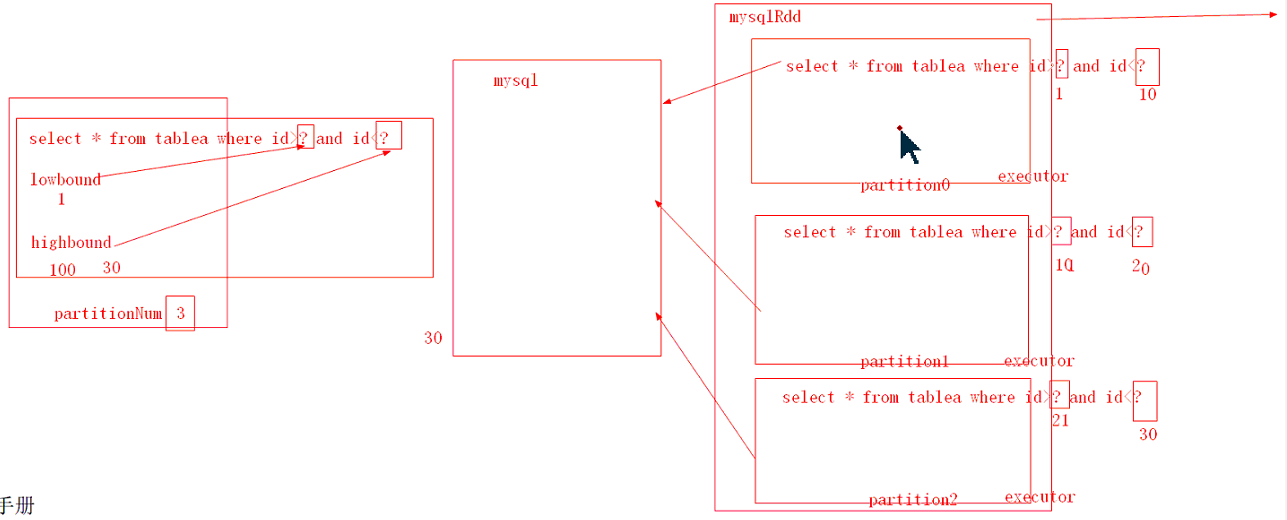 select * from tablea where id>? and id<?
lowbound
1
highbound
100 30
partitionNum 3
mysql
30
mysqlRdd
select * from tablea where id>? and id<?
1 10
executor
partition0
select * from tablea where id>? and id<?
20
partition1 executor
select * from tablea where id>? and id<?
21 30
partition2 executor
手册